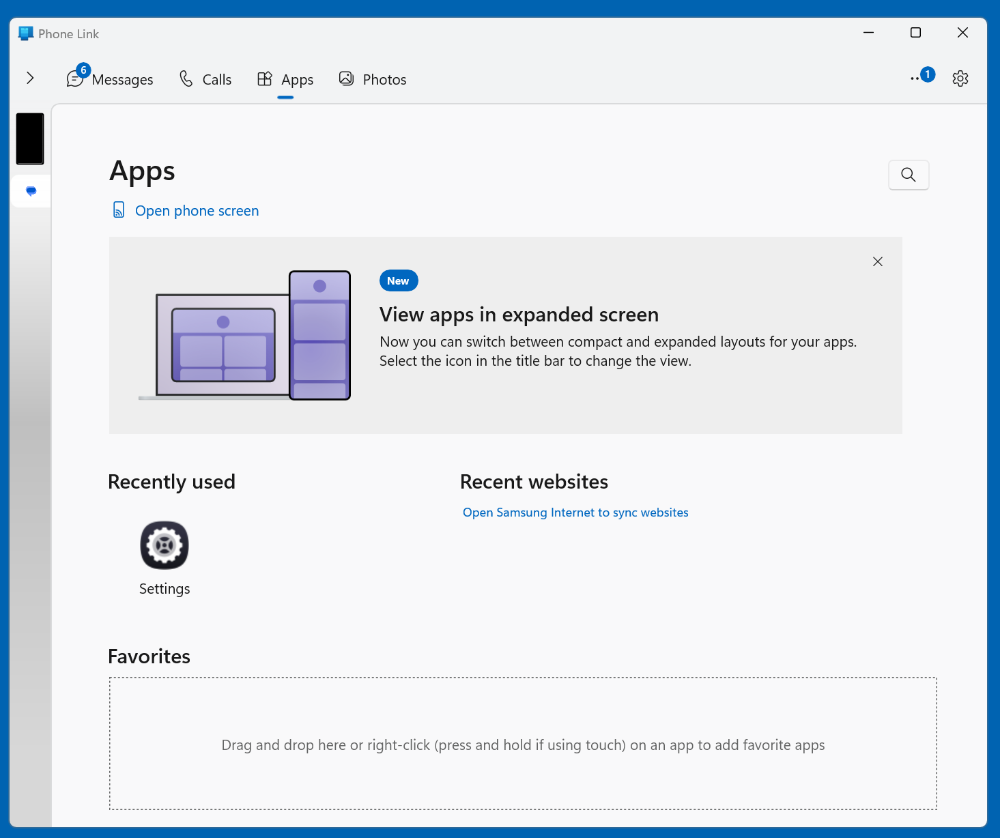 Phone Link
6
Messages
Calls
Apps
Photos
1
Apps
Open phone screen
New
View apps in expanded screen
Now you can switch between compact and expanded layouts for your apps.
Select the icon in the title bar to change the view.
Recently used
Recent websites
Open Samsung Internet to sync websites
Settings
Favorites
Drag and drop here or right-click (press and hold if using touch) on an app to add favorite apps